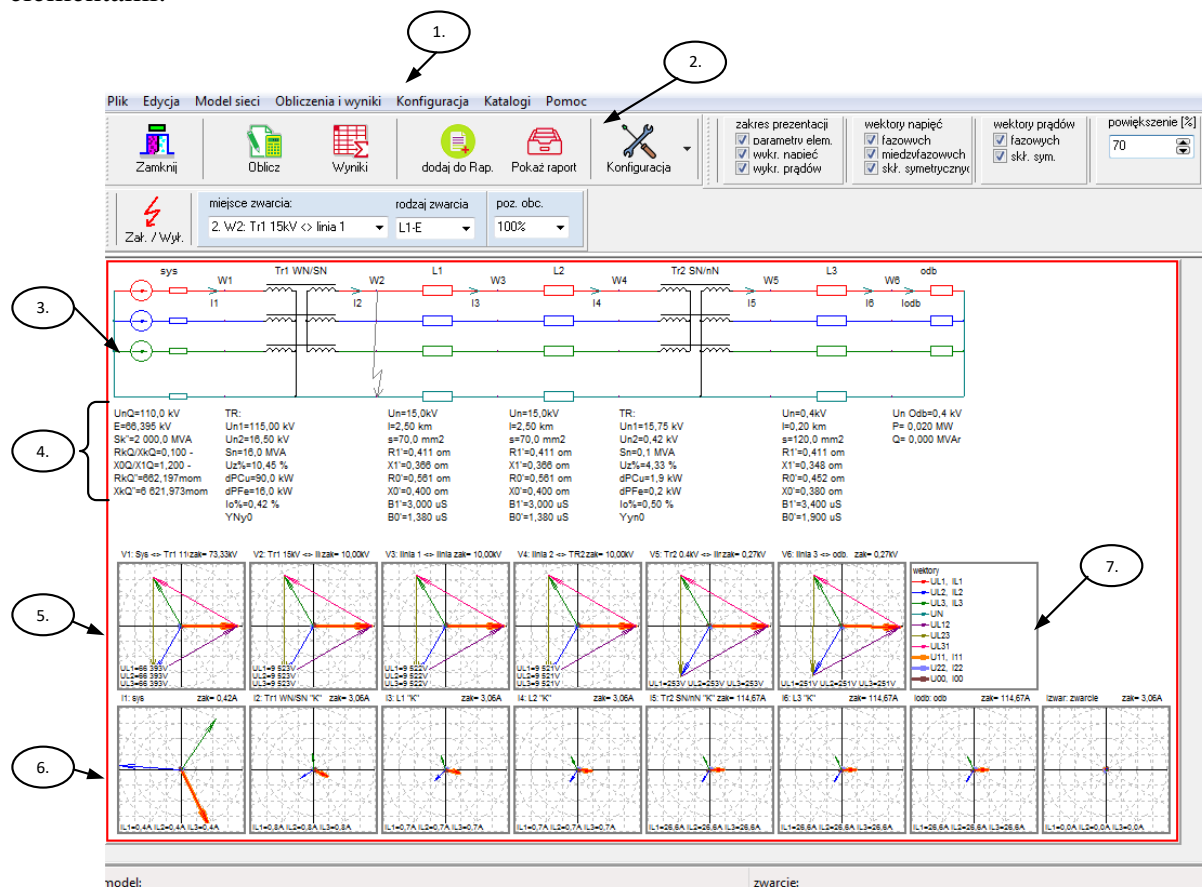 1.
2.
Plik Edycja Model sieci Obliczenia i wyniki Konfiguracja Katalogi Pomoc
Zamknij Oblicz Wyniki dodaj do Rap. Pokaż raport Konfiguracja
zakres prezentacji wektory napięć wektory prądów powiększenie [%]
parametry elem. fazowych fazowych 70
wykr. napięć międzyfazowych skł. sym.
wykr. prądów skł. symetryczny
miejsce zwarcia: rodzaj zwarcia poz. obc.
Zał. / Wył. 2. W2: Tr1 15kV <> linia 1 L1-E 100%
sys W1 Tr1 WN/SN W2 L1 W3 L2 W4 Tr2 SN/nN W5 L3 W6 odb
I1 I2 I3 I4 I5 I6 Iodb
3.
4.
UnQ=110,0 kV
E=66,395 kV
Sk"=2 000,0 MVA
RkQ/XkQ=0,100 -
X0Q/X1Q=1,200 -
RkQ"=662,197mom
XkQ"=6 621,973mom
TR:
Un1=115,00 kV
Un2=16,50 kV
Sn=16,0 MVA
Uz%=10,45 %
dPCu=90,0 kW
dPFe=16,0 kW
Io%=0,42 %
YNy0
Un=15,0kV
l=2,50 km
s=70,0 mm2
R1'=0,411 om
X1'=0,366 om
R0'=0,561 om
X0'=0,400 om
B1'=3,000 uS
B0'=1,380 uS
Un=15,0kV
l=2,50 km
s=70,0 mm2
R1'=0,411 om
X1'=0,366 om
R0'=0,561 om
X0'=0,400 om
B1'=3,000 uS
B0'=1,380 uS
TR:
Un1=15,75 kV
Un2=0,42 kV
Sn=0,1 MVA
Uz%=4,33 %
dPCu=1,9 kW
dPFe=0,2 kW
Io%=0,50 %
Yyn0
Un=0,4kV
l=0,20 km
s=120,0 mm2
R1'=0,411 om
X1'=0,348 om
R0'=0,452 om
X0'=0,380 om
B1'=3,400 uS
B0'=1,900 uS
Un Odb=0,4 kV
P= 0,020 MW
Q= 0,000 MVAr
5.
V1: Sys <> Tr1 11 zak= 73,33kV
UL1=66 393V
UL2=66 393V
UL3=66 393V
V2: Tr1 15kV <> li zak= 10,00kV
UL1=9 523V
UL2=9 523V
UL3=9 523V
V3: linia 1 <> linia zak= 10,00kV
UL1=9 522V
UL2=9 522V
UL3=9 522V
V4: linia 2 <> TR2 zak= 10,00kV
UL1=9 521V
UL2=9 521V
UL3=9 521V
V5: Tr2 0.4kV <> lir zak= 0,27kV
UL1=253V UL2=253V UL3=253V
V6: linia 3 <> odb. zak= 0,27kV
UL1=251V UL2=251V UL3=251V
7.
wektory
UL1, IL1
UL2, IL2
UL3, IL3
UN
UL12
UL23
UL31
U11, I11
U22, I22
U00, I00
6.
I1: sys zak= 0,42A
IL1=0,4A IL2=0,4A IL3=0,4A
I2: Tr1 WN/SN "K" zak= 3,06A
IL1=0,8A IL2=0,8A IL3=0,8A
I3: L1 "K" zak= 3,06A
IL1=0,7A IL2=0,7A IL3=0,7A
I4: L2 "K" zak= 3,06A
IL1=0,7A IL2=0,7A IL3=0,7A
I5: Tr2 SN/nN "K" zak= 114,67A
IL1=26,6A IL2=26,6A IL3=26,6A
I6: L3 "K" zak= 114,67A
IL1=26,6A IL2=26,6A IL3=26,6A
Iodb: odb zak= 114,67A
IL1=26,6A IL2=26,6A IL3=26,6A
Izwar: zwarcie zak= 3,06A
IL1=0,0A IL2=0,0A IL3=0,0A
model: zwarcie: